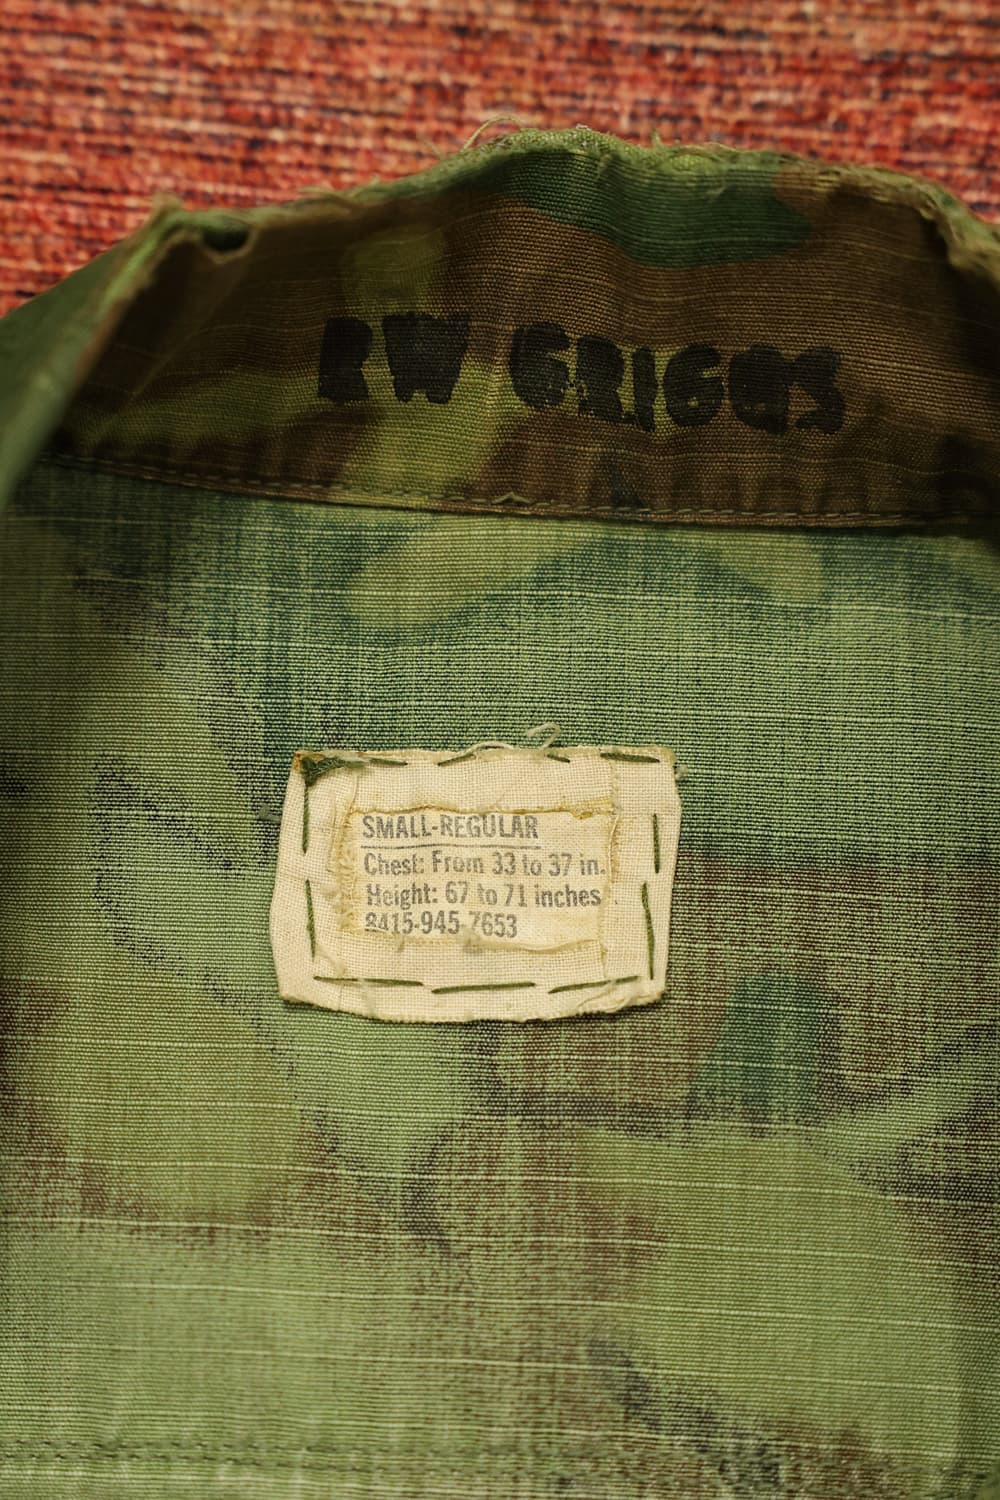 RW GRIGGS
SMALL-REGULAR
Chest: From 33 to 37 in.
Height: 67 to 71 inches
8415-945-7653